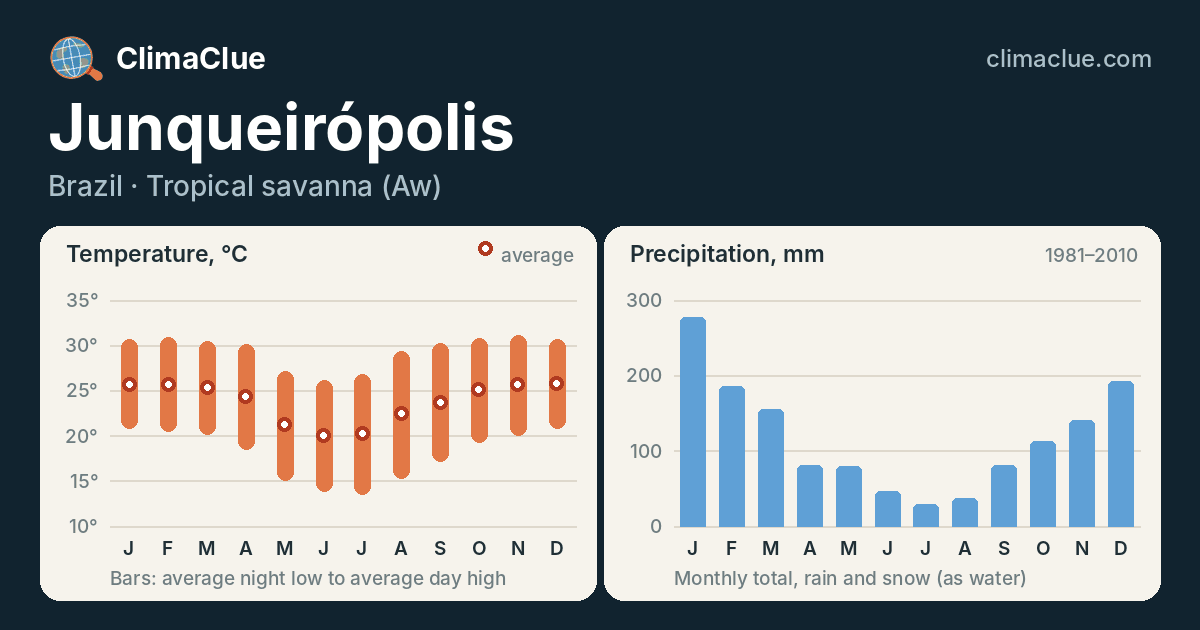 ClimaClue
climaclue.com
Junqueirópolis
Brazil · Tropical savanna (Aw)
Temperature, °C
average
35°
30°
25°
20°
15°
10°
J F M A M J J A S O N D
Bars: average night low to average day high
Precipitation, mm
1981–2010
300
200
100
0
J F M A M J J A S O N D
Monthly total, rain and snow (as water)